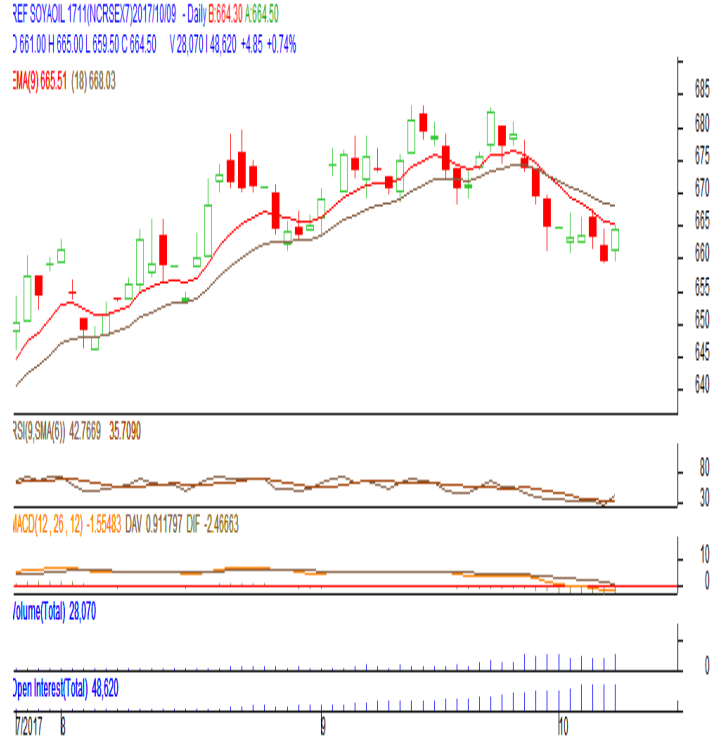 REF SOYAOIL 1711(NCRSEX7)2017/10/09 - Daily B:664.30 A:664.50
O 661.00 H 665.00 L 659.50 C 664.50 V 28,070 I 48,620 +4.85 +0.74%
EMA(9) 665.51 (18) 668.03
685
680
675
670
665
660
655
650
645
640
RSI(9,SMA(6)) 42.7669 35.7090
80
30
MACD(12 , 26 , 12) -1.55483 DAV 0.911797 DIF -2.46663
10
0
Volume(Total) 28,070
0
Open Interest(Total) 48,620
7/2017 8 9 10